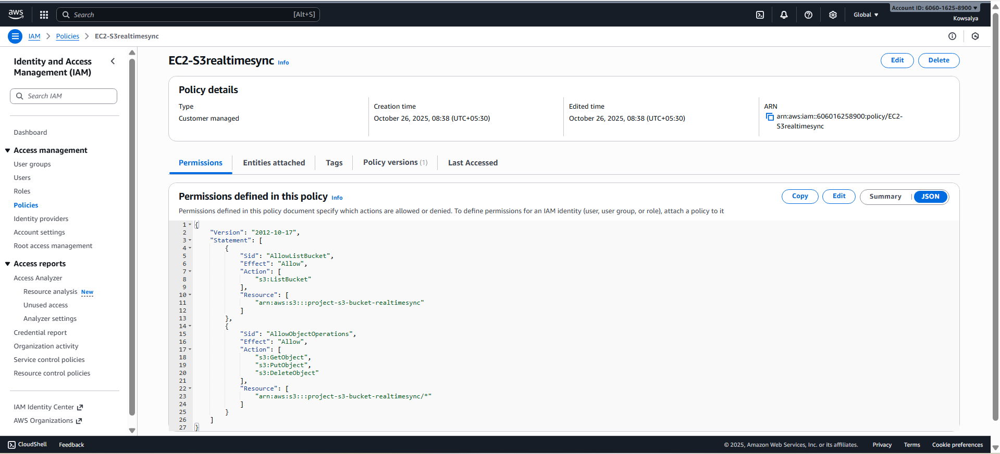 aws
Search
[Alt+S]
Global
Account ID: 6060-1625-8900
Kowsalya
IAM > Policies > EC2-S3realtimesync
Identity and Access
Management (IAM)
Search IAM
Dashboard
Access management
User groups
Users
Roles
Policies
Identity providers
Account settings
Root access management
Access reports
Access Analyzer
Resource analysis New
Unused access
Analyzer settings
Credential report
Organization activity
Service control policies
Resource control policies
IAM Identity Center
AWS Organizations
EC2-S3realtimesync Info
Edit
Delete
Policy details
Type
Customer managed
Creation time
October 26, 2025, 08:38 (UTC+05:30)
Edited time
October 26, 2025, 08:38 (UTC+05:30)
ARN
arn:aws:iam::606016258900:policy/EC2-
S3realtimesync
Permissions
Entities attached
Tags
Policy versions (1)
Last Accessed
Permissions defined in this policy Info
Copy
Edit
Summary
JSON
Permissions defined in this policy document specify which actions are allowed or denied. To define permissions for an IAM identity (user, user group, or role), attach a policy to it
1 {
2 "Version": "2012-10-17",
3 "Statement": [
4 {
5 "Sid": "AllowListBucket",
6 "Effect": "Allow",
7 "Action": [
8 "s3:ListBucket"
9 ],
10 "Resource": [
11 "arn:aws:s3:::project-s3-bucket-realtimesync"
12 ]
13 },
14 {
15 "Sid": "AllowObjectOperations",
16 "Effect": "Allow",
17 "Action": [
18 "s3:GetObject",
19 "s3:PutObject",
20 "s3:DeleteObject"
21 ],
22 "Resource": [
23 "arn:aws:s3:::project-s3-bucket-realtimesync/*"
24 ]
25 }
26 ]
27 }
CloudShell
Feedback
© 2025, Amazon Web Services, Inc. or its affiliates.
Privacy
Terms
Cookie preferences